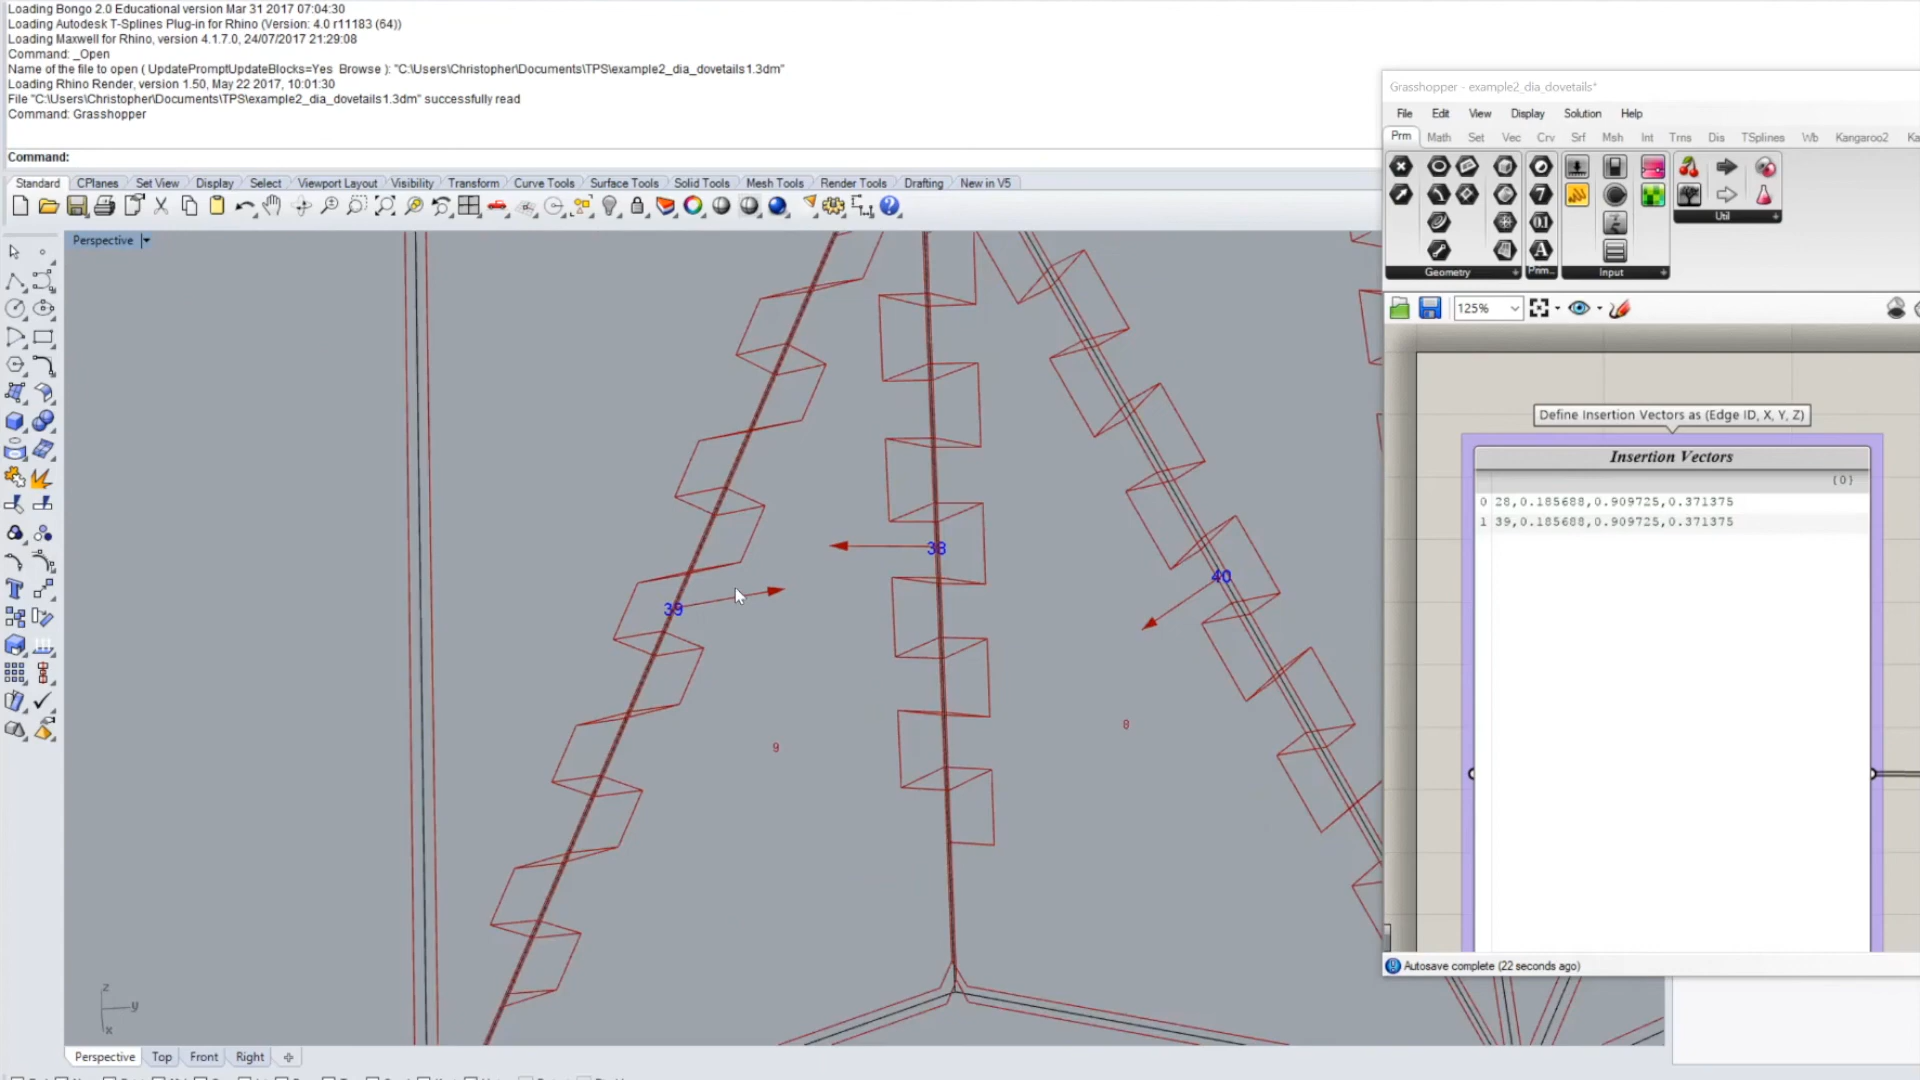 Loading Bongo 2.0 Educational version Mar 31 2017 07:04:30
Loading Autodesk T-Splines Plug-in for Rhino (Version: 4.0 r11183 (64))
Loading Maxwell for Rhino, version 4.1.7.0, 24/07/2017 21:29:08
Command: _Open
Name of the file to open ( UpdatePromptUpdateBlocks=Yes Browse ): "C:\Users\Christopher\Documents\TPS\example2_dia_dovetails1.3dm"
Loading Rhino Render, version 1.50, May 22 2017, 10:01:30
File "C:\Users\Christopher\Documents\TPS\example2_dia_dovetails1.3dm" successfully read
Command: Grasshopper
Command:
Standard CPlanes Set View Display Select Viewport Layout Visibility Transform Curve Tools Surface Tools Solid Tools Mesh Tools Render Tools Drafting New in V5
Perspective
38
39
40
9
8
z
y
x
Perspective Top Front Right
Grasshopper - example2_dia_dovetails*
File Edit View Display Solution Help
Prm Math Set Vec Crv Srf Msh Int Trns Dis TSplines Wb Kangaroo2 Ka
Geometry Prim... Input Util
125%
Define Insertion Vectors as (Edge ID, X, Y, Z)
Insertion Vectors
{0}
0 28,0.185688,0.909725,0.371375
1 39,0.185688,0.909725,0.371375
Autosave complete (22 seconds ago)